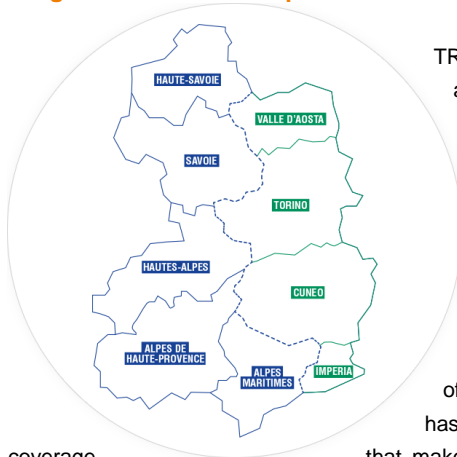 TR
HAUTE-SAVOIE
VALLE D'AOSTA
SAVOIE
TORINO
HAUTES-ALPES
CUNEO
ALPES DE
HAUTE-PROVENCE
ALPES
MARITIMES
IMPERIA
of
has
coverage
that make